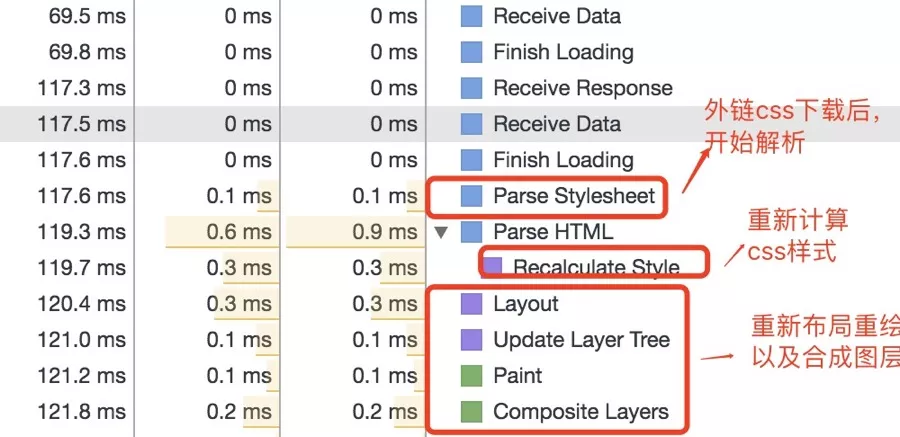 69.5 ms 0 ms 0 ms Receive Data
69.8 ms 0 ms 0 ms Finish Loading
117.3 ms 0 ms 0 ms Receive Response
117.5 ms 0 ms 0 ms Receive Data
117.6 ms 0 ms 0 ms Finish Loading
117.6 ms 0.1 ms 0.1 ms Parse Stylesheet
119.3 ms 0.6 ms 0.9 ms ▼ Parse HTML
119.7 ms 0.3 ms 0.3 ms Recalculate Style
120.4 ms 0.3 ms 0.3 ms Layout
121.0 ms 0.1 ms 0.1 ms Update Layer Tree
121.2 ms 0.1 ms 0.1 ms Paint
121.8 ms 0.2 ms 0.2 ms Composite Layers
外链css下载后，
开始解析
重新计算
css样式
重新布局重绘
以及合成图层